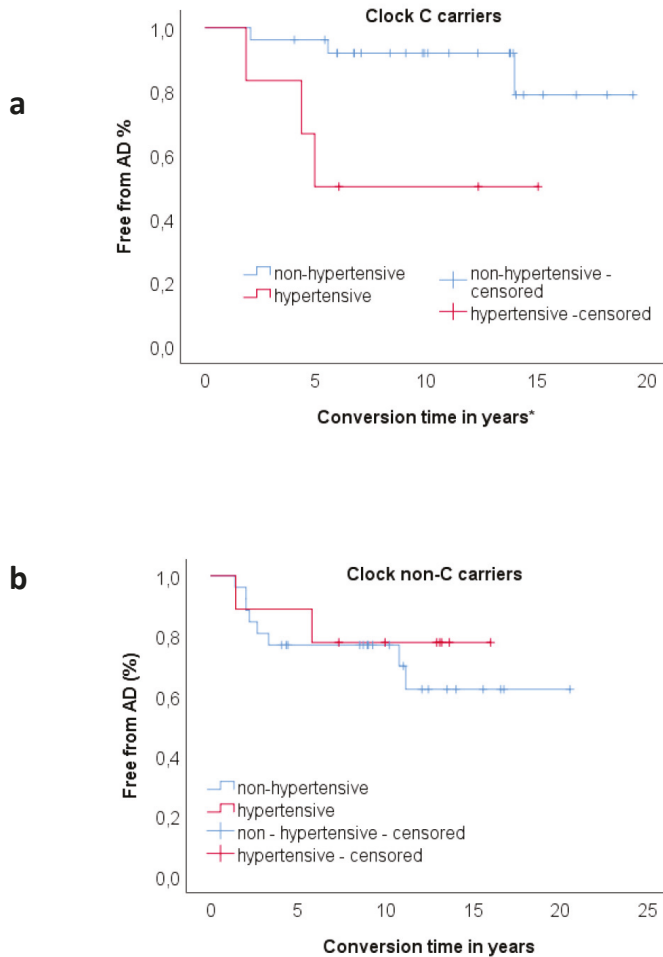 Clock C carriers
a
Free from AD %
1,0
0,8
0,6
0,4
0,2
0,0
non-hypertensive
hypertensive
non-hypertensive -
censored
hypertensive -censored
0 5 10 15 20
Conversion time in years*
b
Clock non-C carriers
Free from AD (%)
1,0
0,8
0,6
0,4
0,2
0,0
non-hypertensive
hypertensive
non - hypertensive - censored
hypertensive - censored
0 5 10 15 20 25
Conversion time in years